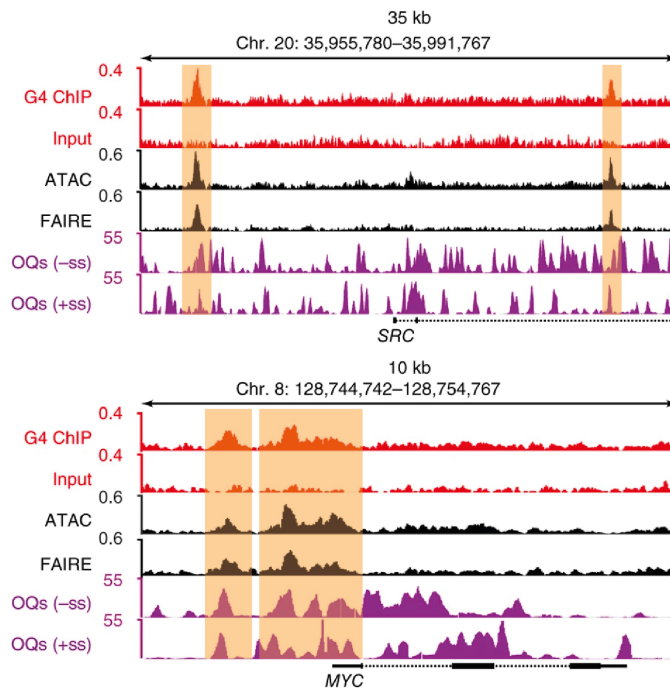 35 kb
Chr. 20: 35,955,780–35,991,767
0.4
G4 ChIP
0.4
Input
0.6
ATAC
0.6
FAIRE
55
OQs (–ss)
55
OQs (+ss)
SRC
10 kb
Chr. 8: 128,744,742–128,754,767
0.4
G4 ChIP
0.4
Input
0.6
ATAC
0.6
FAIRE
55
OQs (–ss)
55
OQs (+ss)
MYC